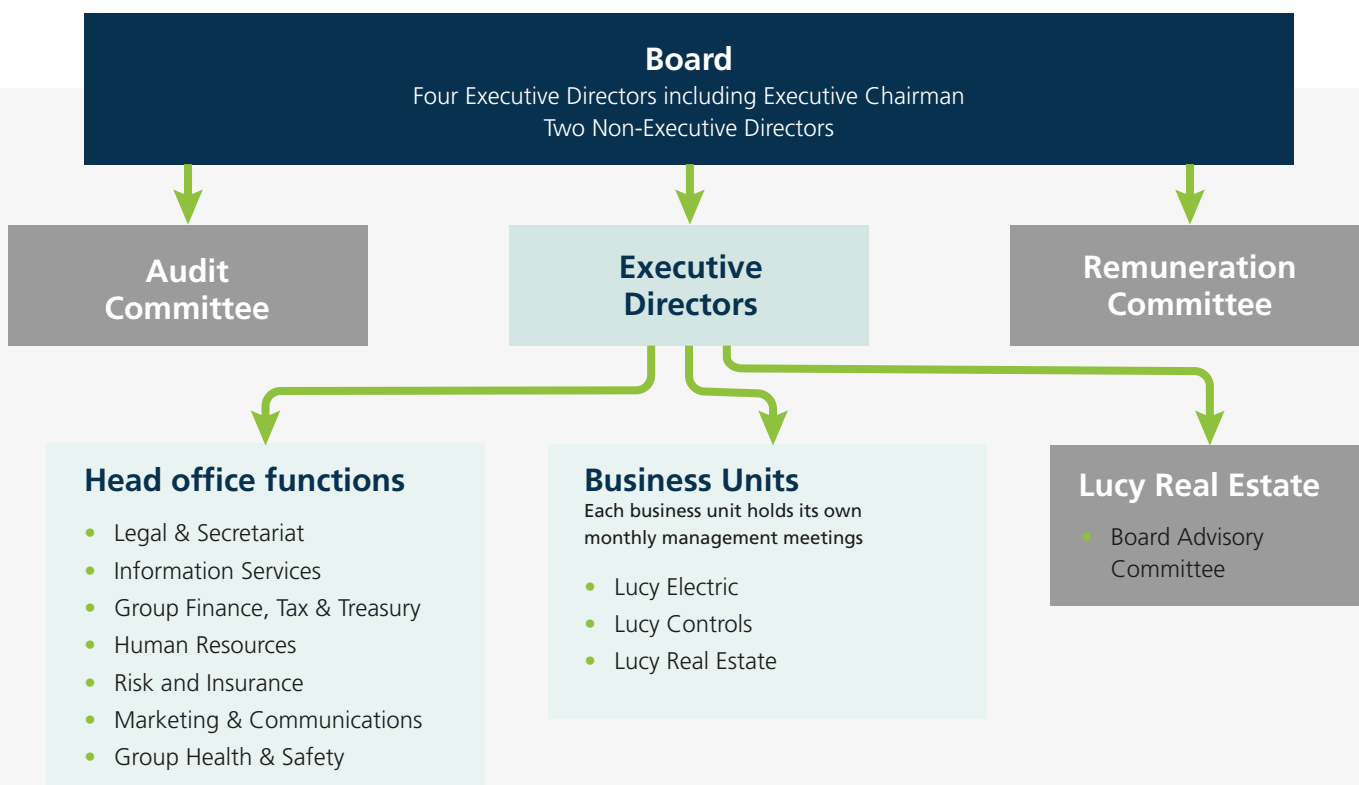 Board
Four Executive Directors including Executive Chairman
Two Non-Executive Directors
Audit
Committee
Executive
Directors
Remuneration
Committee
Head office functions
• Legal & Secretariat
• Information Services
• Group Finance, Tax & Treasury
• Human Resources
• Risk and Insurance
• Marketing & Communications
• Group Health & Safety
Business Units
Each business unit holds its own
monthly management meetings
• Lucy Electric
• Lucy Controls
• Lucy Real Estate
Lucy Real Estate
• Board Advisory
Committee